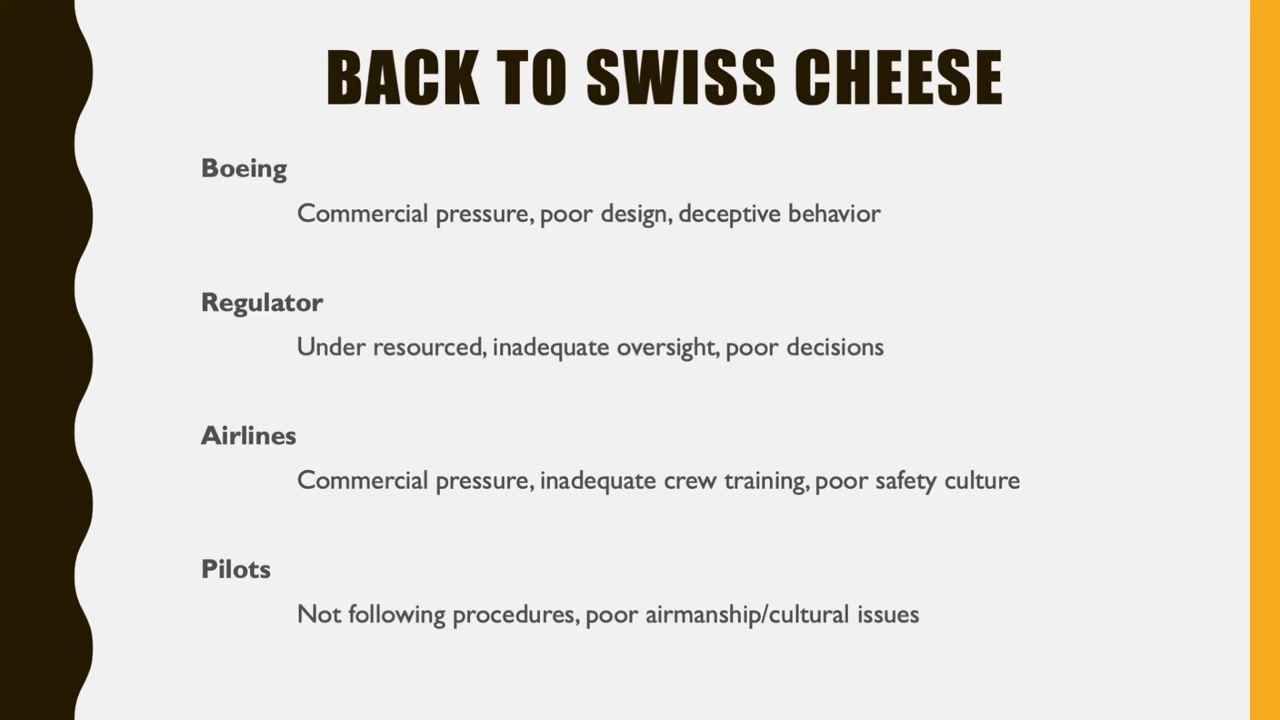 BACK TO SWISS CHEESE
Boeing
Commercial pressure, poor design, deceptive behavior
Regulator
Under resourced, inadequate oversight, poor decisions
Airlines
Commercial pressure, inadequate crew training, poor safety culture
Pilots
Not following procedures, poor airmanship/cultural issues